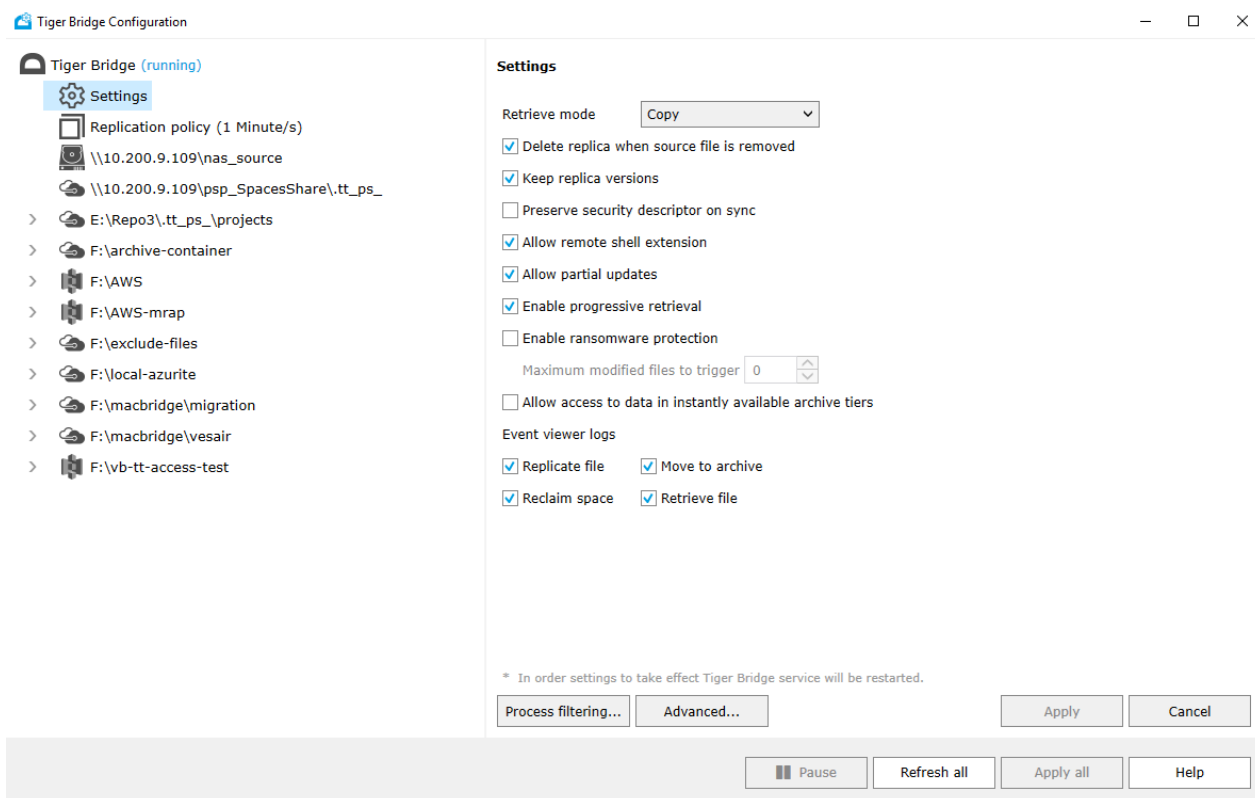 Tiger Bridge Configuration
Tiger Bridge (running)
Settings
Replication policy (1 Minute/s)
\\10.200.9.109\nas_source
\\10.200.9.109\psp_SpacesShare\.tt_ps_
E:\Repo3\.tt_ps_\projects
F:\archive-container
F:\AWS
F:\AWS-mrap
F:\exclude-files
F:\local-azurite
F:\macbridge\migration
F:\macbridge\vesair
F:\vb-tt-access-test
Settings
Retrieve mode Copy
Delete replica when source file is removed
Keep replica versions
Preserve security descriptor on sync
Allow remote shell extension
Allow partial updates
Enable progressive retrieval
Enable ransomware protection
Maximum modified files to trigger 0
Allow access to data in instantly available archive tiers
Event viewer logs
Replicate file Move to archive
Reclaim space Retrieve file
* In order settings to take effect Tiger Bridge service will be restarted.
Process filtering... Advanced... Apply Cancel
Pause Refresh all Apply all Help